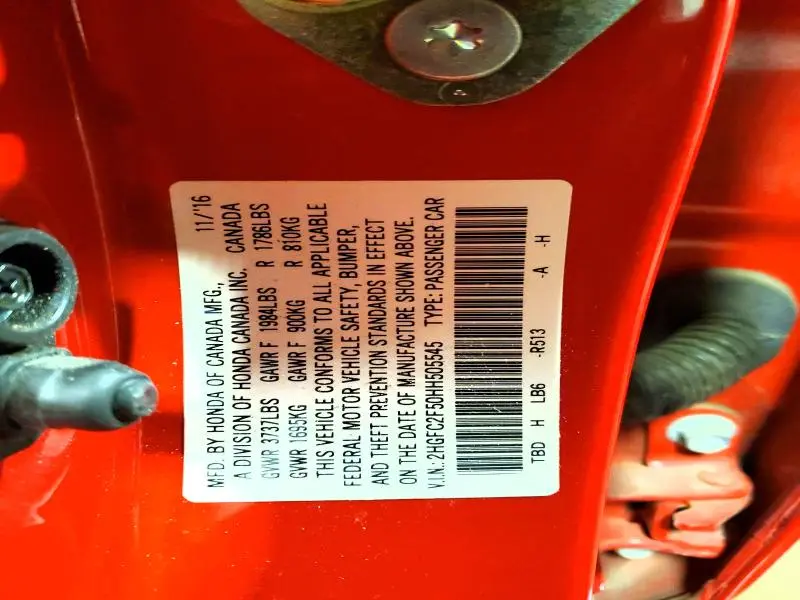 MFD. BY HONDA OF CANADA MFG., 11/'16
A DIVISION OF HONDA CANADA INC. CANADA
GVWR 3737LBS GAWR F 1984LBS R 1786LBS
GVWR 1695KG GAWR F 900KG R 810KG
THIS VEHICLE CONFORMS TO ALL APPLICABLE
FEDERAL MOTOR VEHICLE SAFETY, BUMPER,
AND THEFT PREVENTION STANDARDS IN EFFECT
ON THE DATE OF MANUFACTURE SHOWN ABOVE.
V.I.N.: 2HGFC2F50HH505545 TYPE: PASSENGER CAR
TBD H LB6 -R513 -A -H